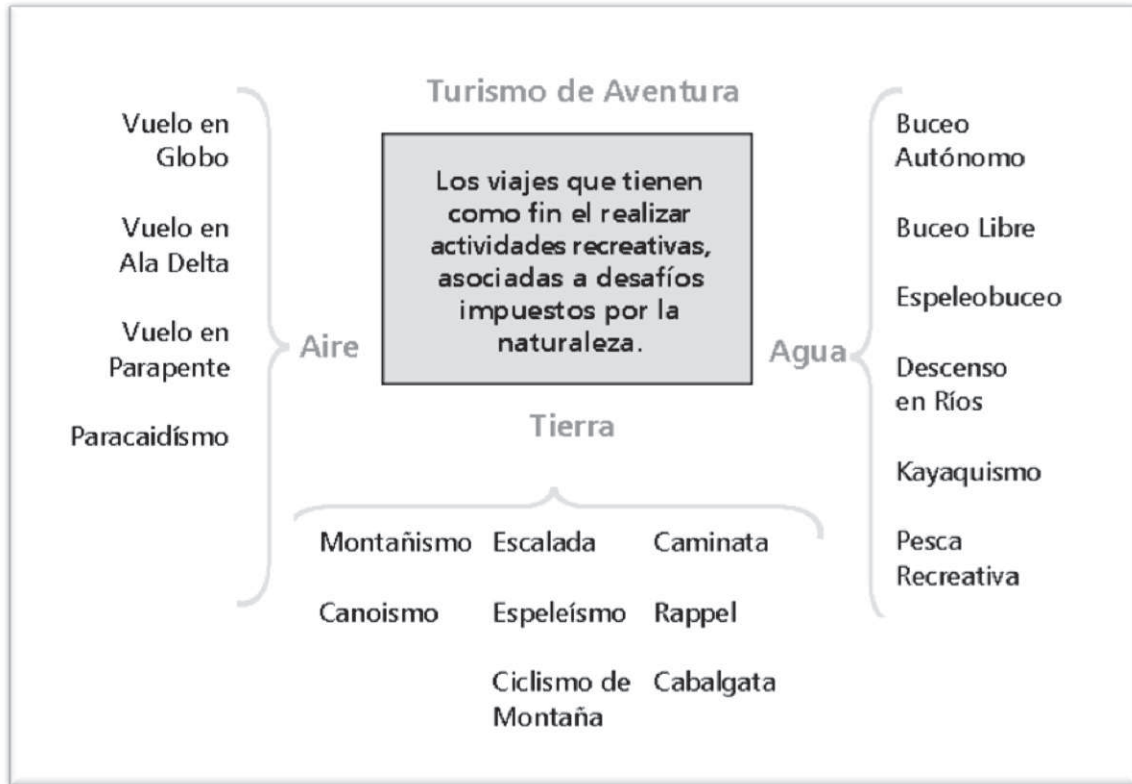 Turismo de Aventura
Los viajes que tienen
como fin el realizar
actividades recreativas,
asociadas a desafíos
impuestos por la
naturaleza.
Aire
Vuelo en
Globo
Vuelo en
Ala Delta
Vuelo en
Parapente
Paracaidísmo
Agua
Buceo
Autónomo
Buceo Libre
Espeleobuceo
Descenso
en Ríos
Kayaquismo
Pesca
Recreativa
Tierra
Montañismo Escalada Caminata
Canoismo Espeleísmo Rappel
Ciclismo de Cabalgata
Montaña